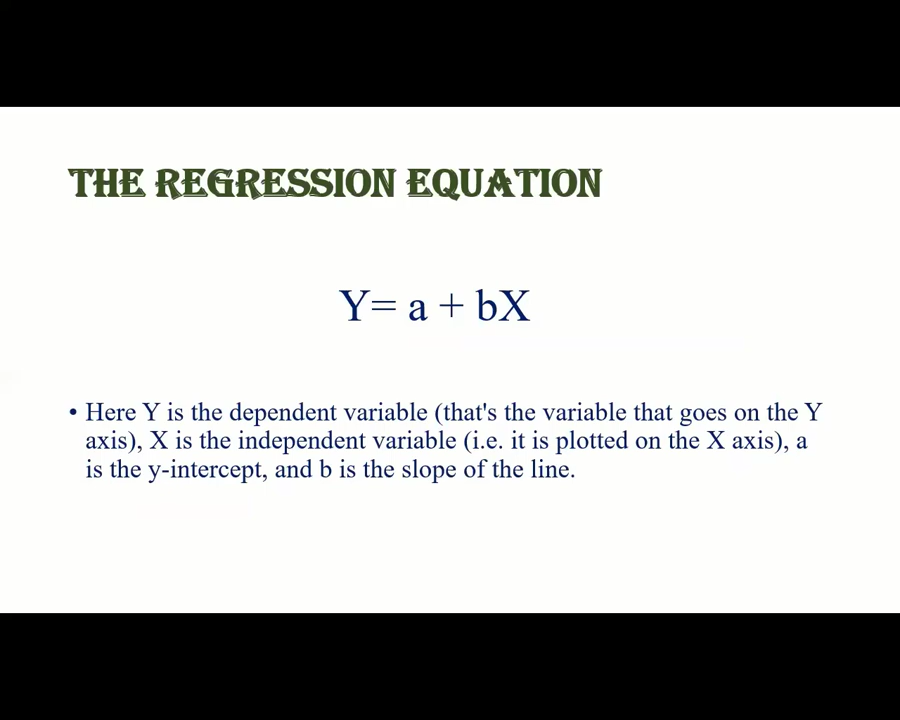 THE REGRESSION EQUATION
Y= a + bX
• Here Y is the dependent variable (that's the variable that goes on the Y
axis), X is the independent variable (i.e. it is plotted on the X axis), a
is the y-intercept, and b is the slope of the line.